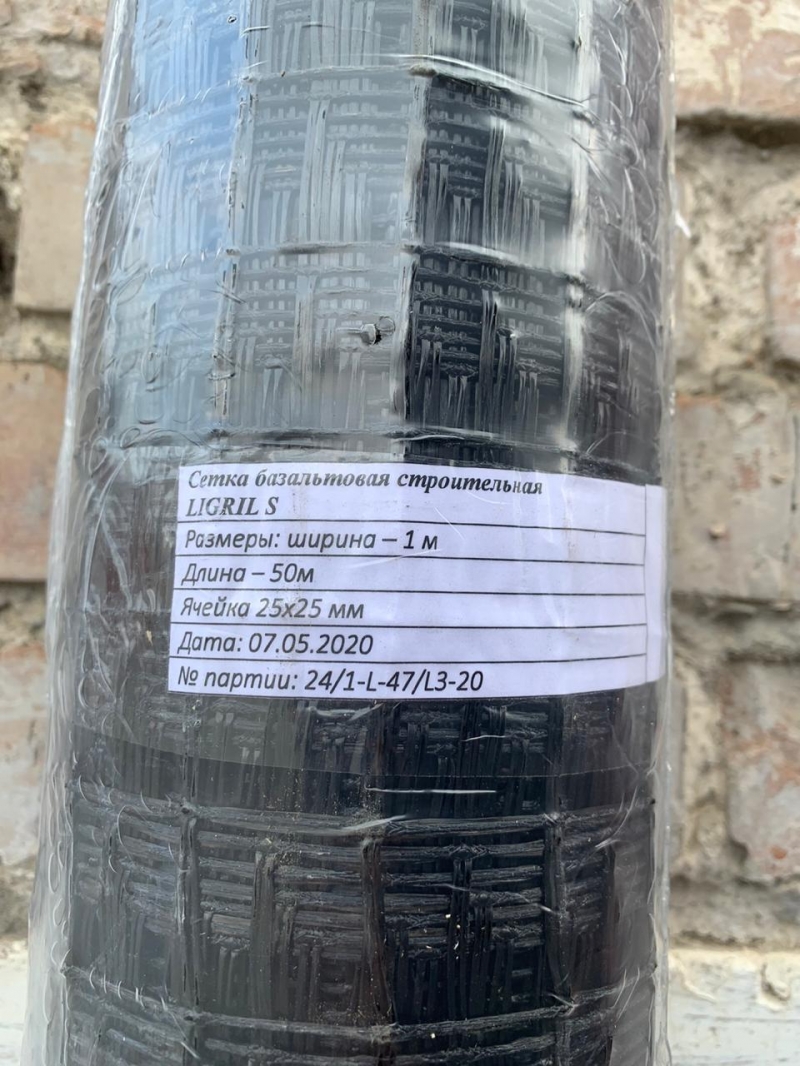 Сетка базальтовая строительная
LIGRIL S
Размеры: ширина – 1 м
Длина – 50м
Ячейка 25х25 мм
Дата: 07.05.2020
№ партии: 24/1-L-47/L3-20